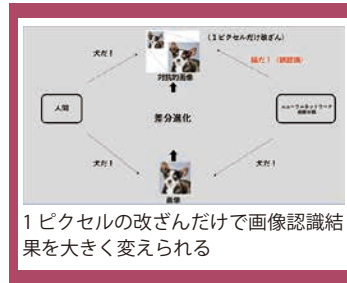 (1ピクセルだけ改ざん)
犬だ!
猫だ!(誤認識)
対抗的画像
人間
差分進化
ニューラルネットワーク
犬だ!
犬だ!
画像
1 ピクセルの改ざんだけで画像認識結
果を大きく変えられる